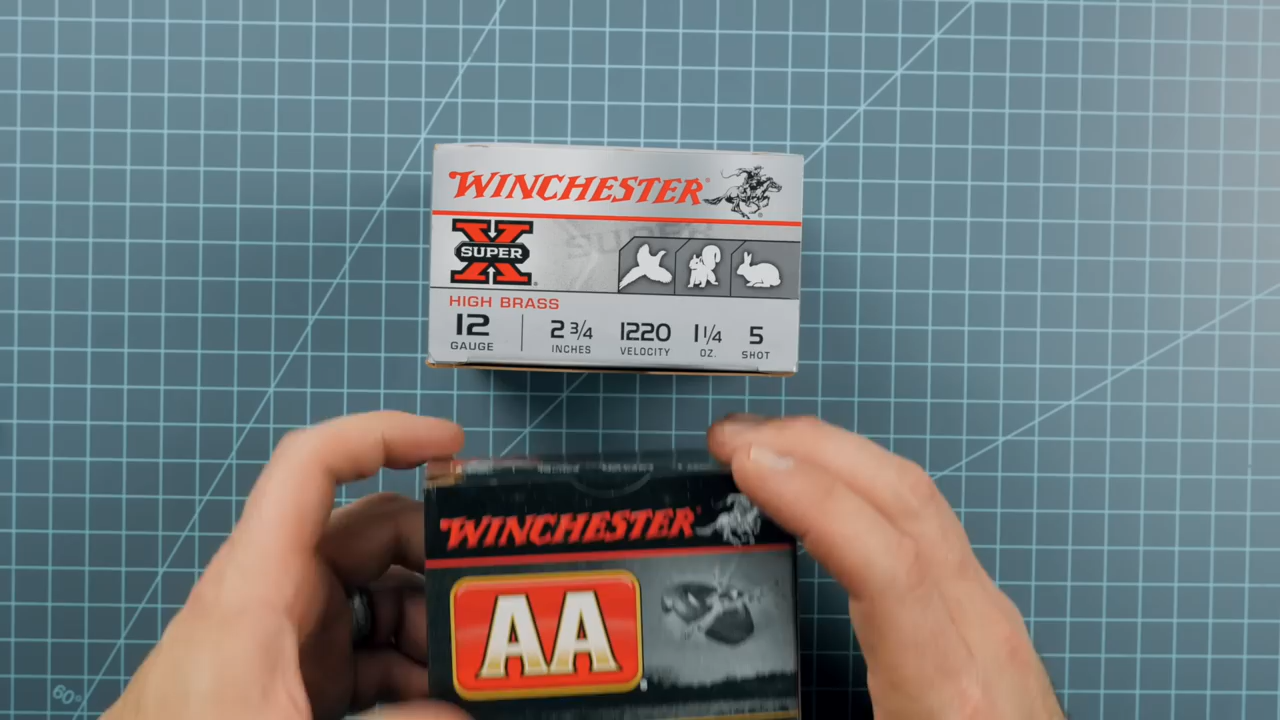 WINCHESTER
SUPER X
HIGH BRASS
12 2 3/4 1220 1 1/4 5
GAUGE INCHES VELOCITY OZ. SHOT
WINCHESTER
AA
60°